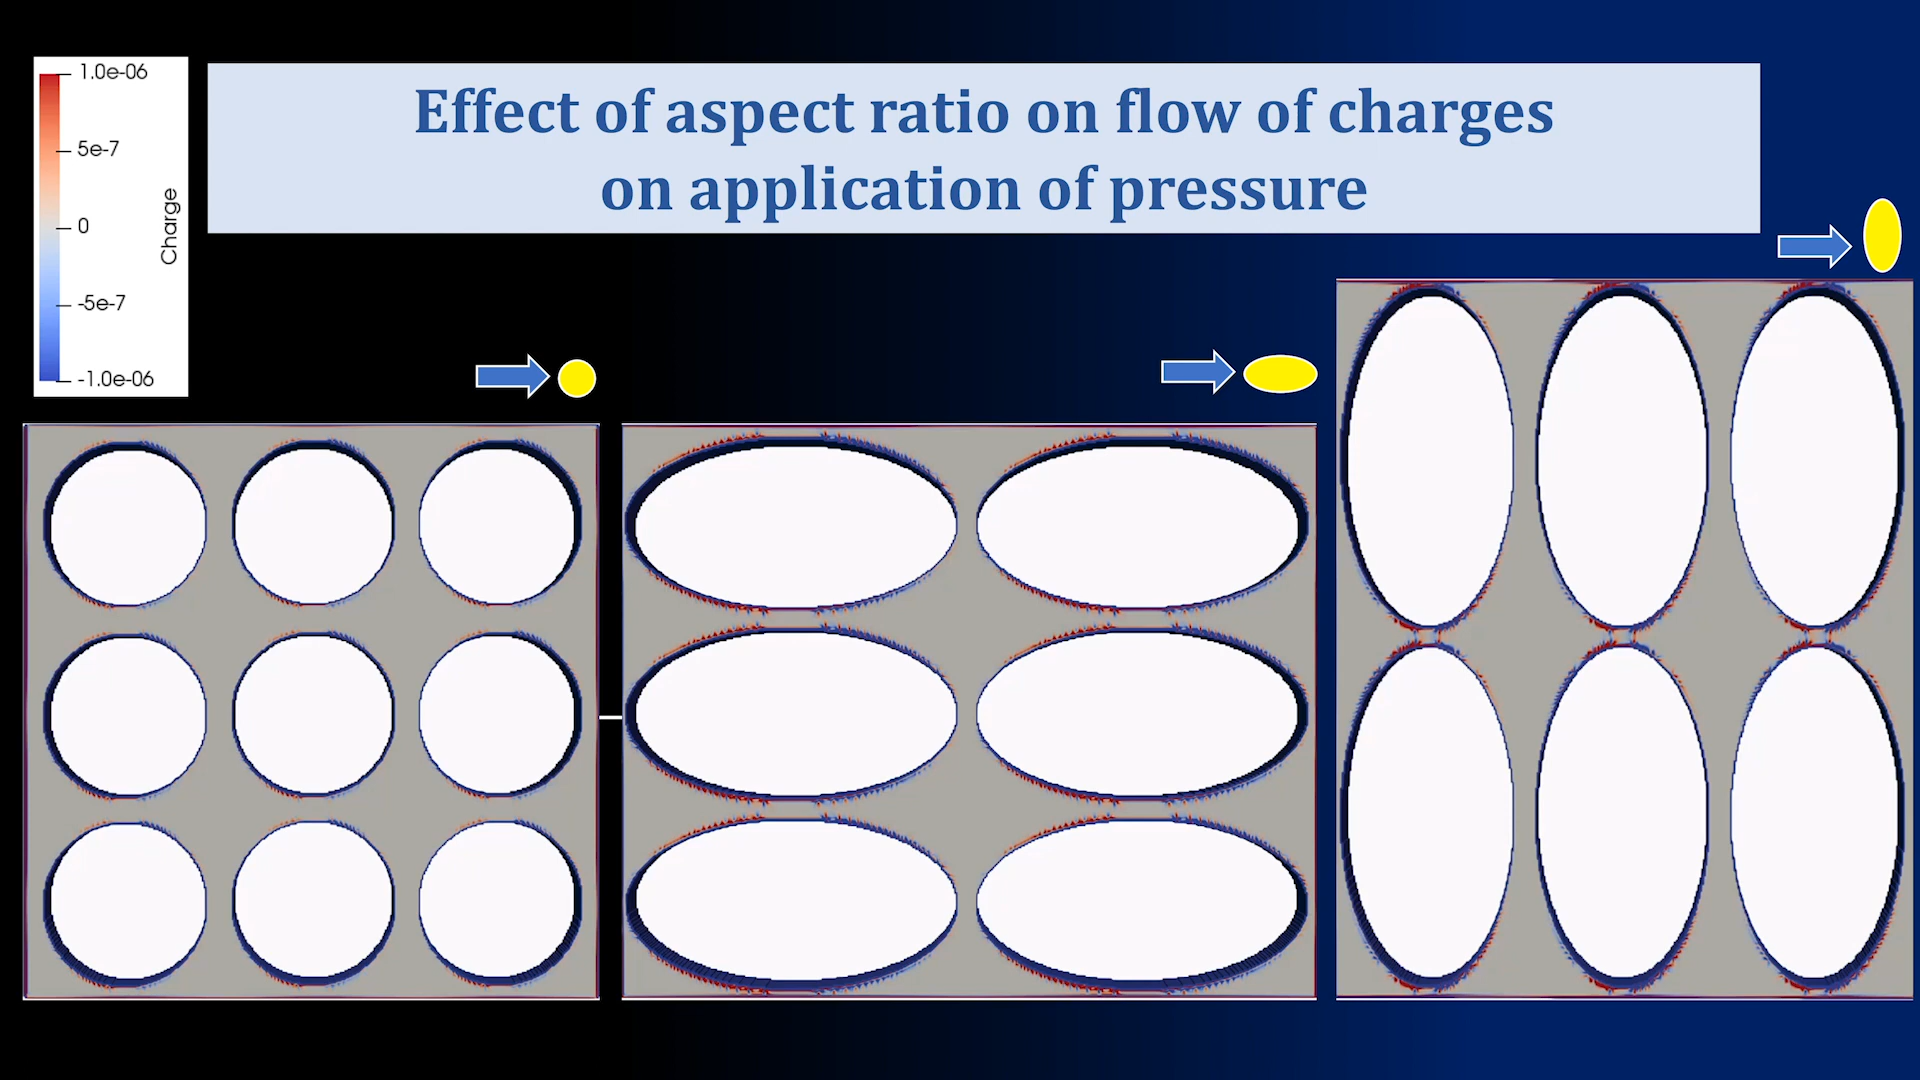 Effect of aspect ratio on flow of charges
on application of pressure
1.0e-06
5e-7
0
-5e-7
-1.0e-06
Charge